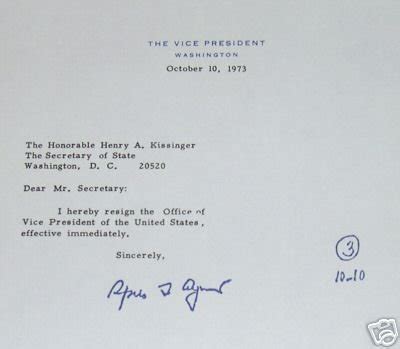 THE VICE PRESIDENT
WASHINGTON
October 10, 1973
The Honorable Henry A. Kissinger
The Secretary of State
Washington, D. C. 20520
Dear Mr. Secretary:
I hereby resign the Office of
Vice President of the United States,
effective immediately.
Sincerely,
3
10-10